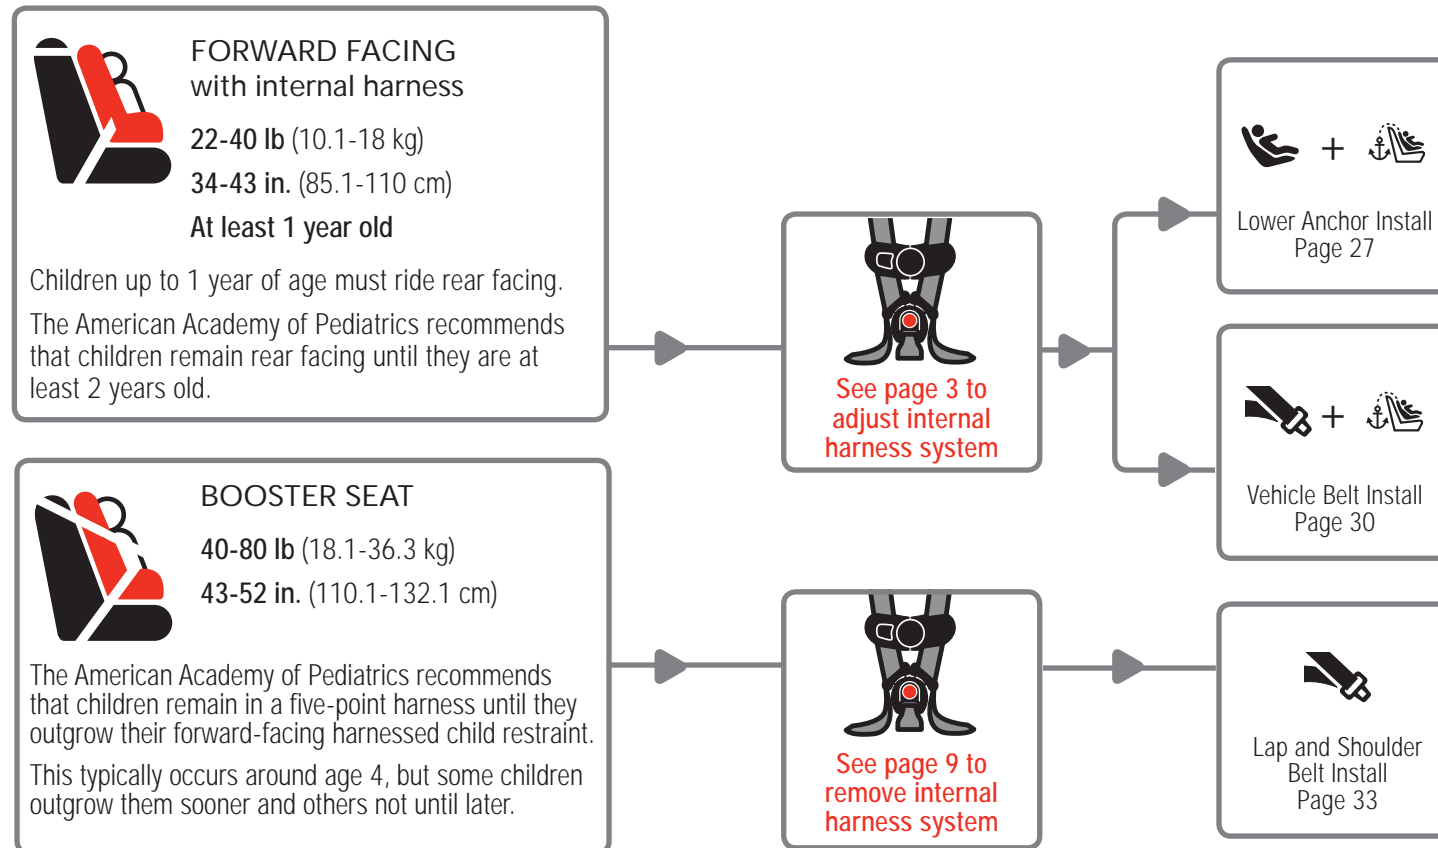 FORWARD FACING
with internal harness
22-40 lb (10.1-18 kg)
34-43 in. (85.1-110 cm)
At least 1 year old
Children up to 1 year of age must ride rear facing.
The American Academy of Pediatrics recommends
that children remain rear facing until they are at
least 2 years old.
See page 3 to
adjust internal
harness system
+
Lower Anchor Install
Page 27
+
Vehicle Belt Install
Page 30
BOOSTER SEAT
40-80 lb (18.1-36.3 kg)
43-52 in. (110.1-132.1 cm)
The American Academy of Pediatrics recommends
that children remain in a five-point harness until they
outgrow their forward-facing harnessed child restraint.
This typically occurs around age 4, but some children
outgrow them sooner and others not until later.
See page 9 to
remove internal
harness system
Lap and Shoulder
Belt Install
Page 33